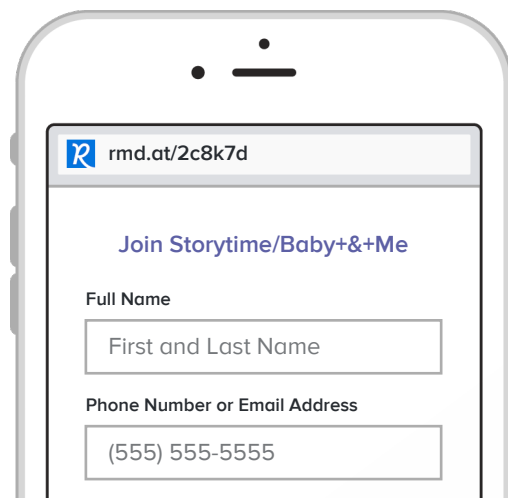 rmd.at/2c8k7d
Join Storytime/Baby+&+Me
Full Name
First and Last Name
Phone Number or Email Address
(555) 555-5555